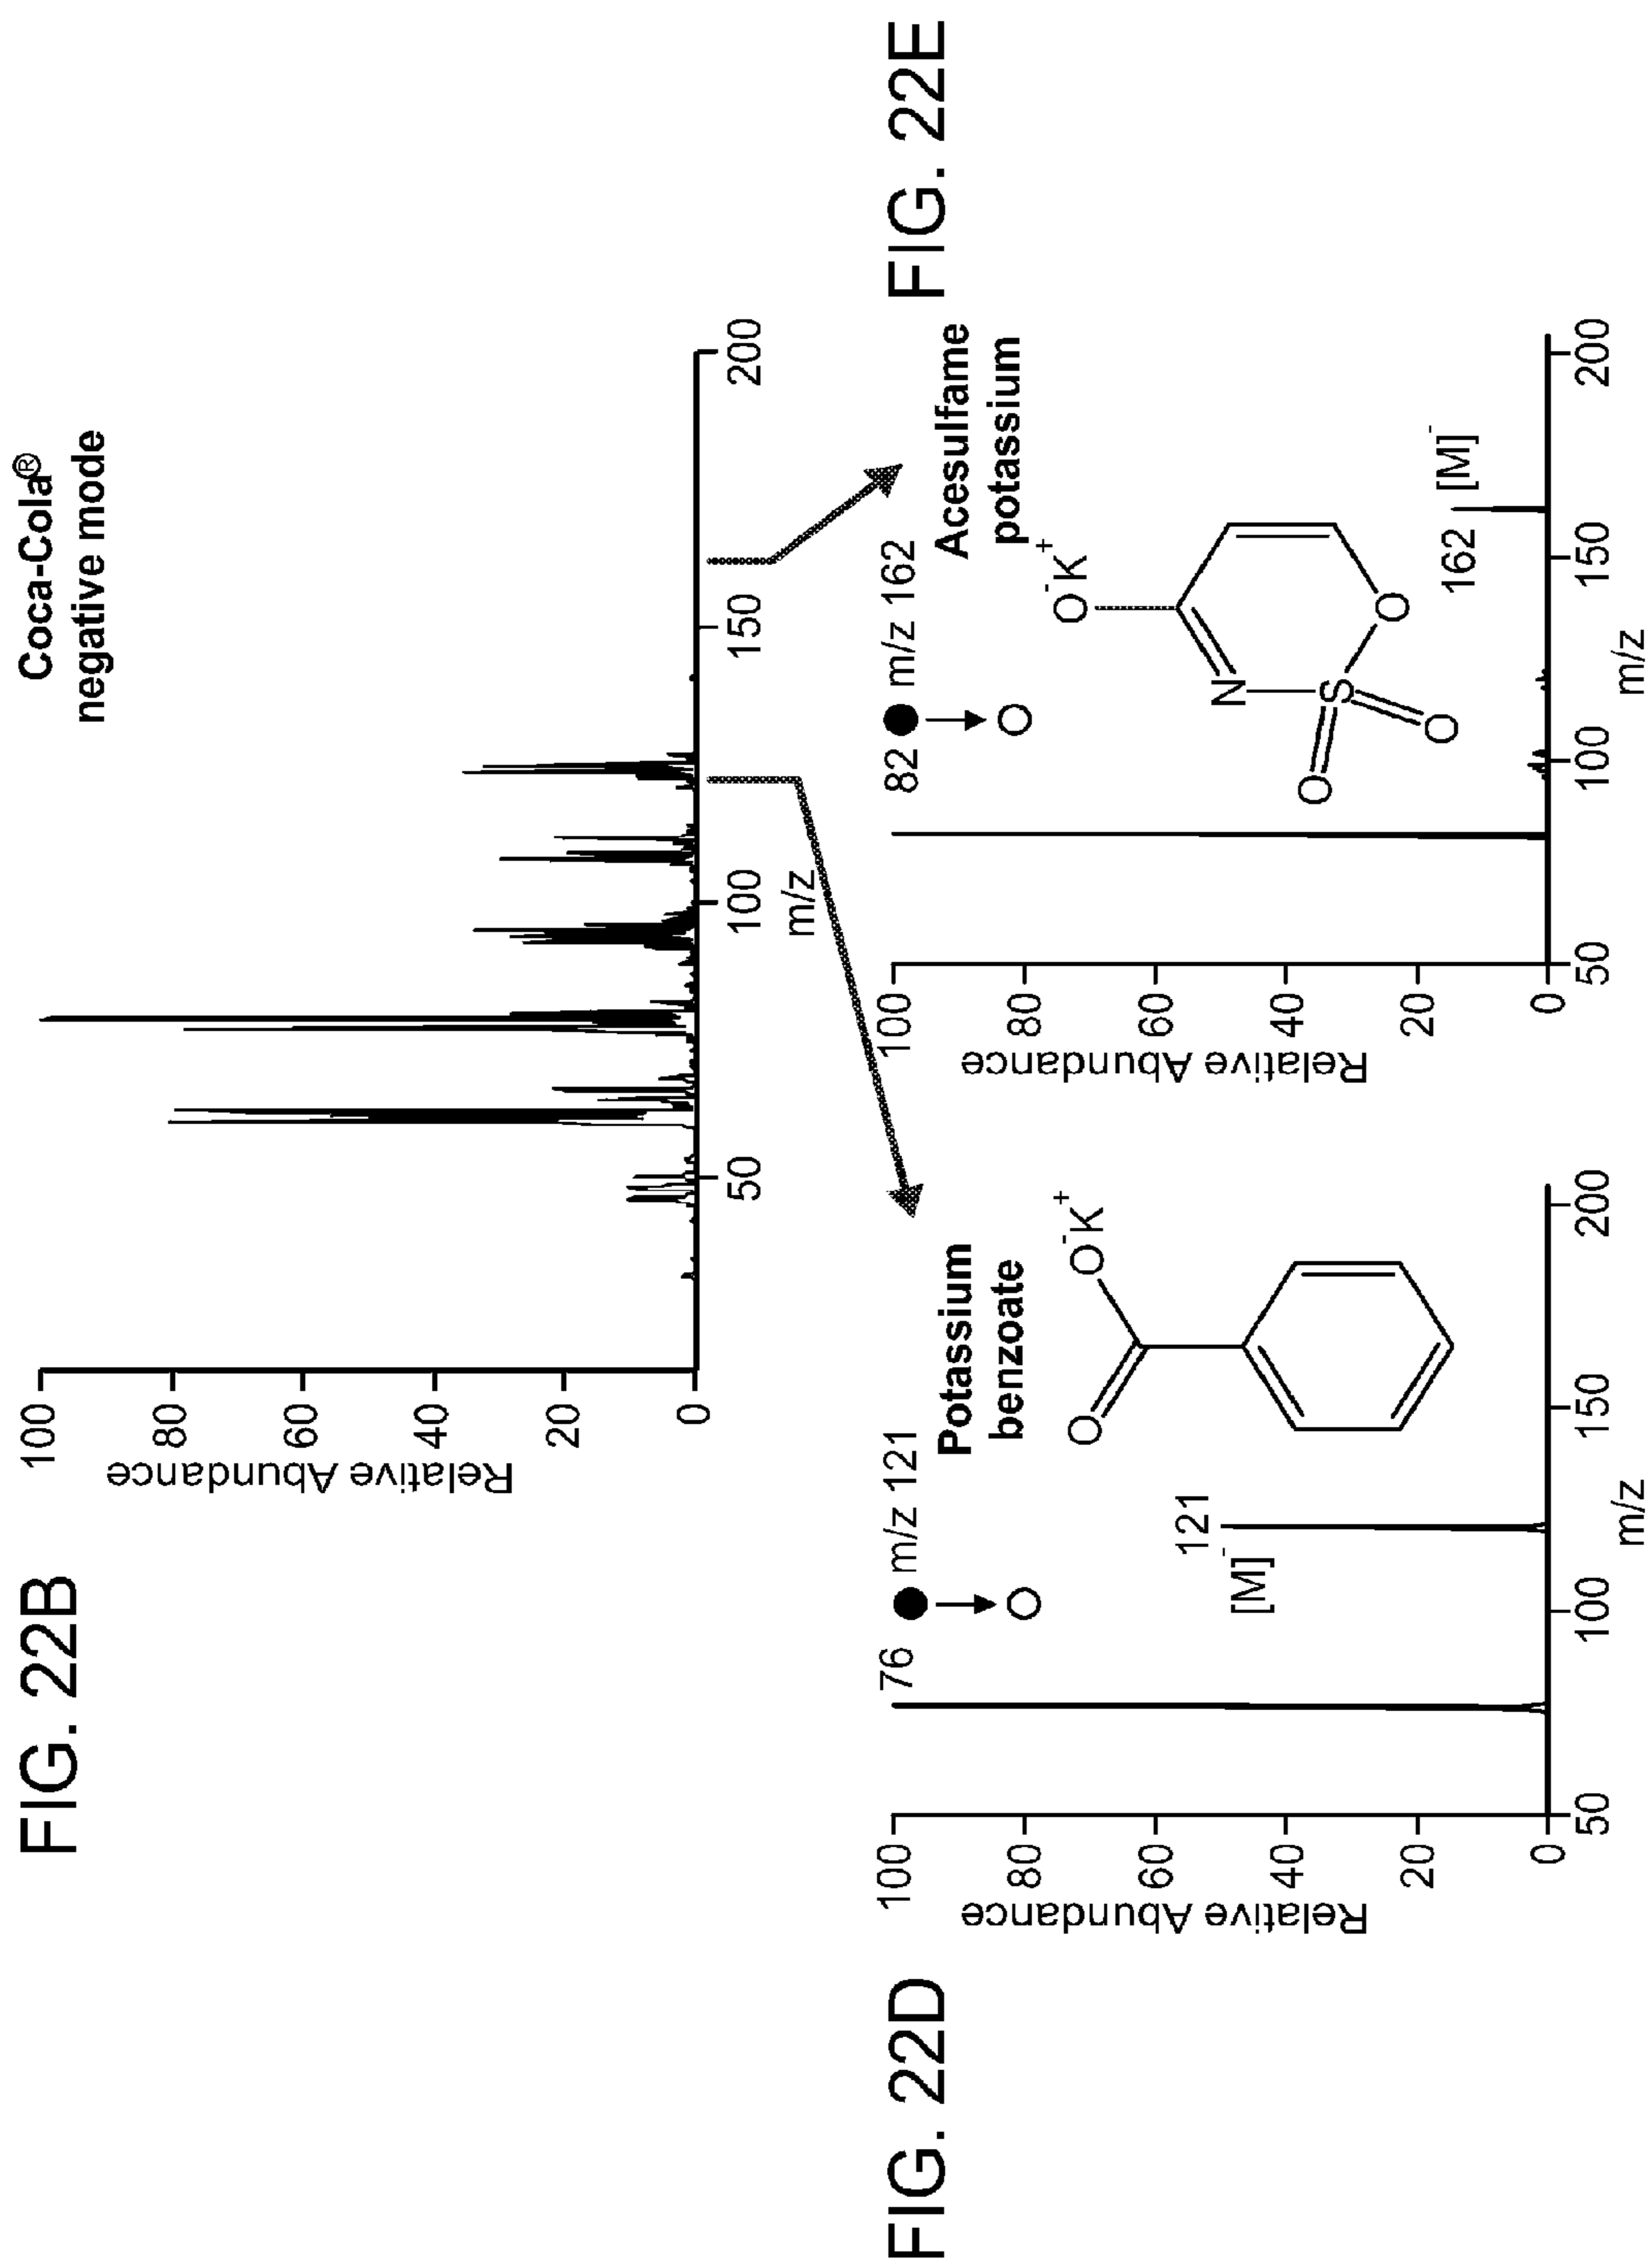 FIG. 22B
Coca-Cola®
negative mode
Relative Abundance
100
80
60
40
20
0
50
100
150
200
m/z
FIG. 22D
Relative Abundance
100
80
60
40
20
0
76
m/z 121
Potassium
benzoate
O
O⁻K⁺
121
[M]⁻
50
100
150
200
m/z
FIG. 22E
Relative Abundance
100
80
60
40
20
0
82
m/z 162
Acesulfame
potassium
O⁻K⁺
N
S
O
O
O
162
[M]⁻
50
100
150
200
m/z